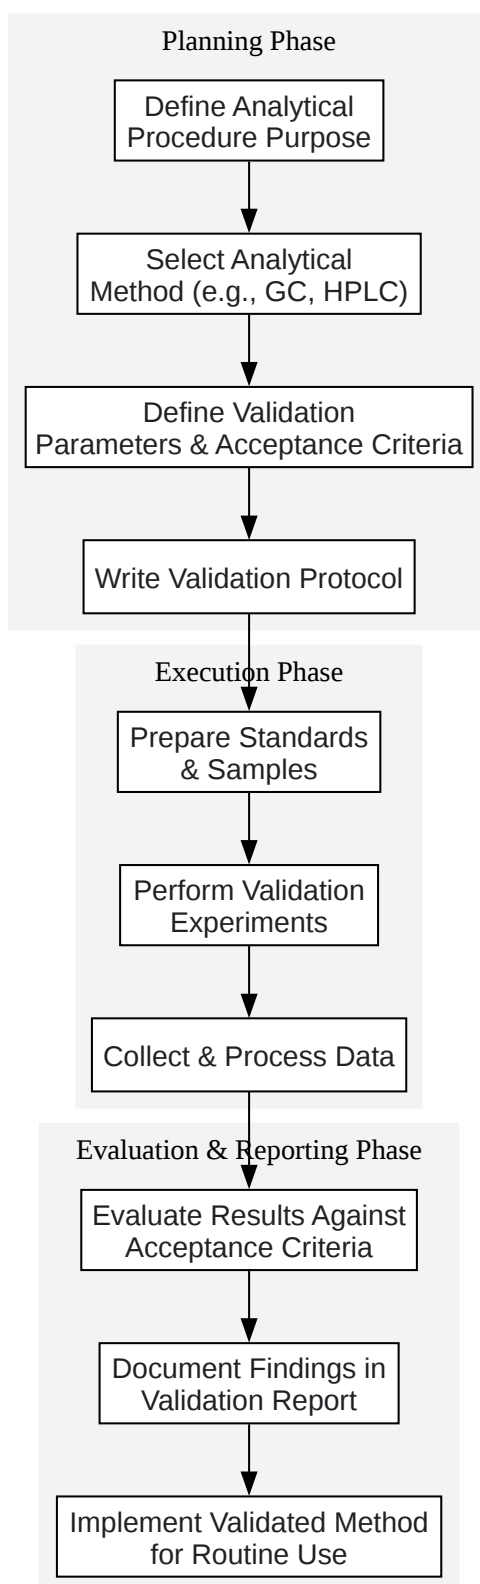 Planning Phase
Define Analytical
Procedure Purpose
Select Analytical
Method (e.g., GC, HPLC)
Define Validation
Parameters & Acceptance Criteria
Write Validation Protocol
Execution Phase
Prepare Standards
& Samples
Perform Validation
Experiments
Collect & Process Data
Evaluation & Reporting Phase
Evaluate Results Against
Acceptance Criteria
Document Findings in
Validation Report
Implement Validated Method
for Routine Use